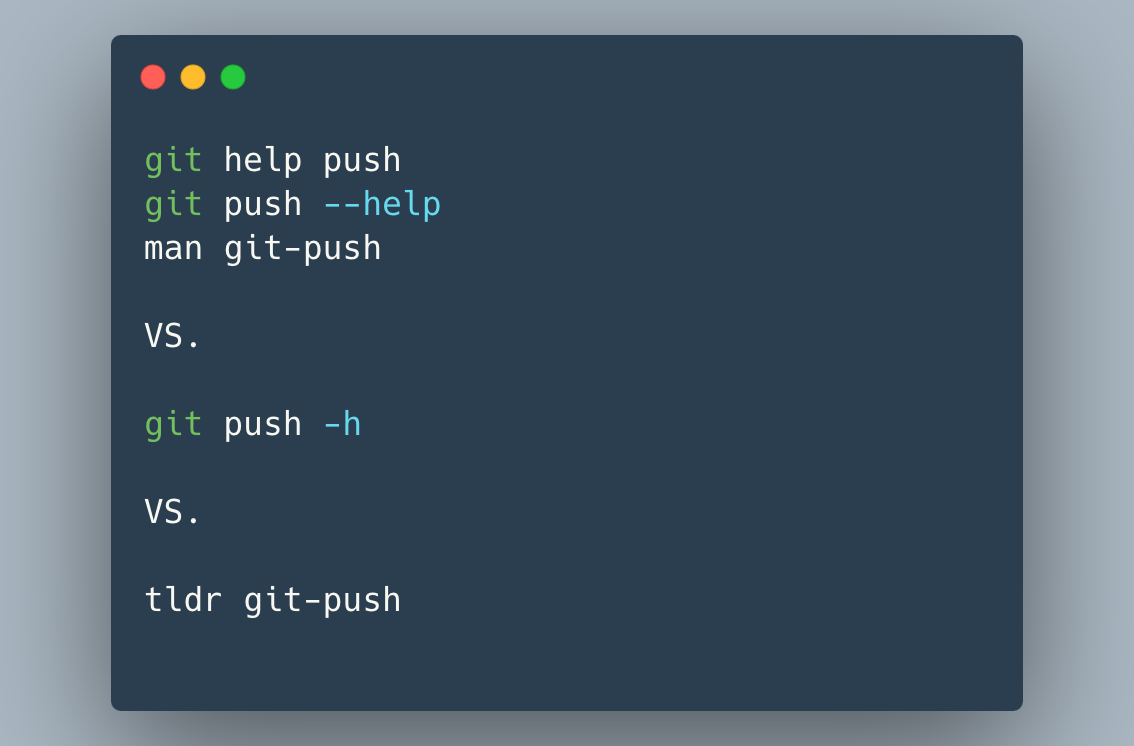 git help push
git push --help
man git-push
VS.
git push -h
VS.
tldr git-push